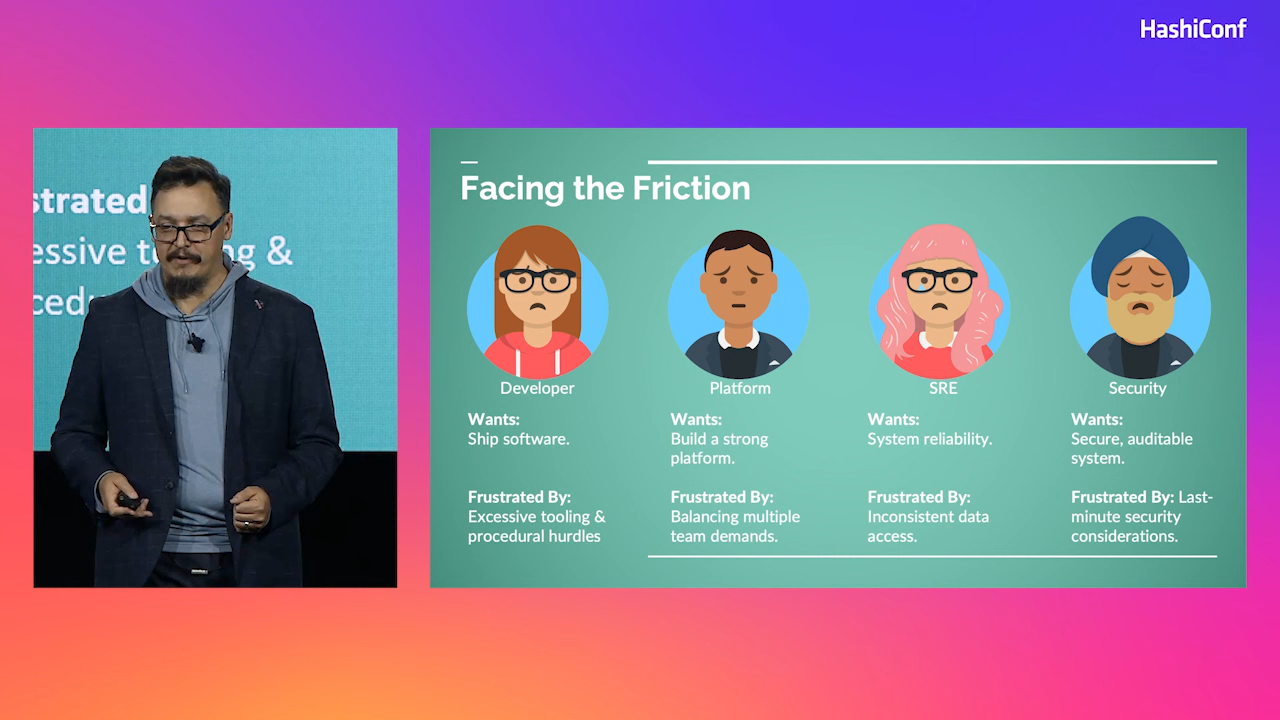 HashiConf
strated
essive to ng &
cedu
Facing the Friction
Developer
Wants:
Ship software.
Frustrated By:
Excessive tooling &
procedural hurdles
Platform
Wants:
Build a strong
platform.
Frustrated By:
Balancing multiple
team demands.
SRE
Wants:
System reliability.
Frustrated By:
Inconsistent data
access.
Security
Wants:
Secure, auditable
system.
Frustrated By: Last-
minute security
considerations.